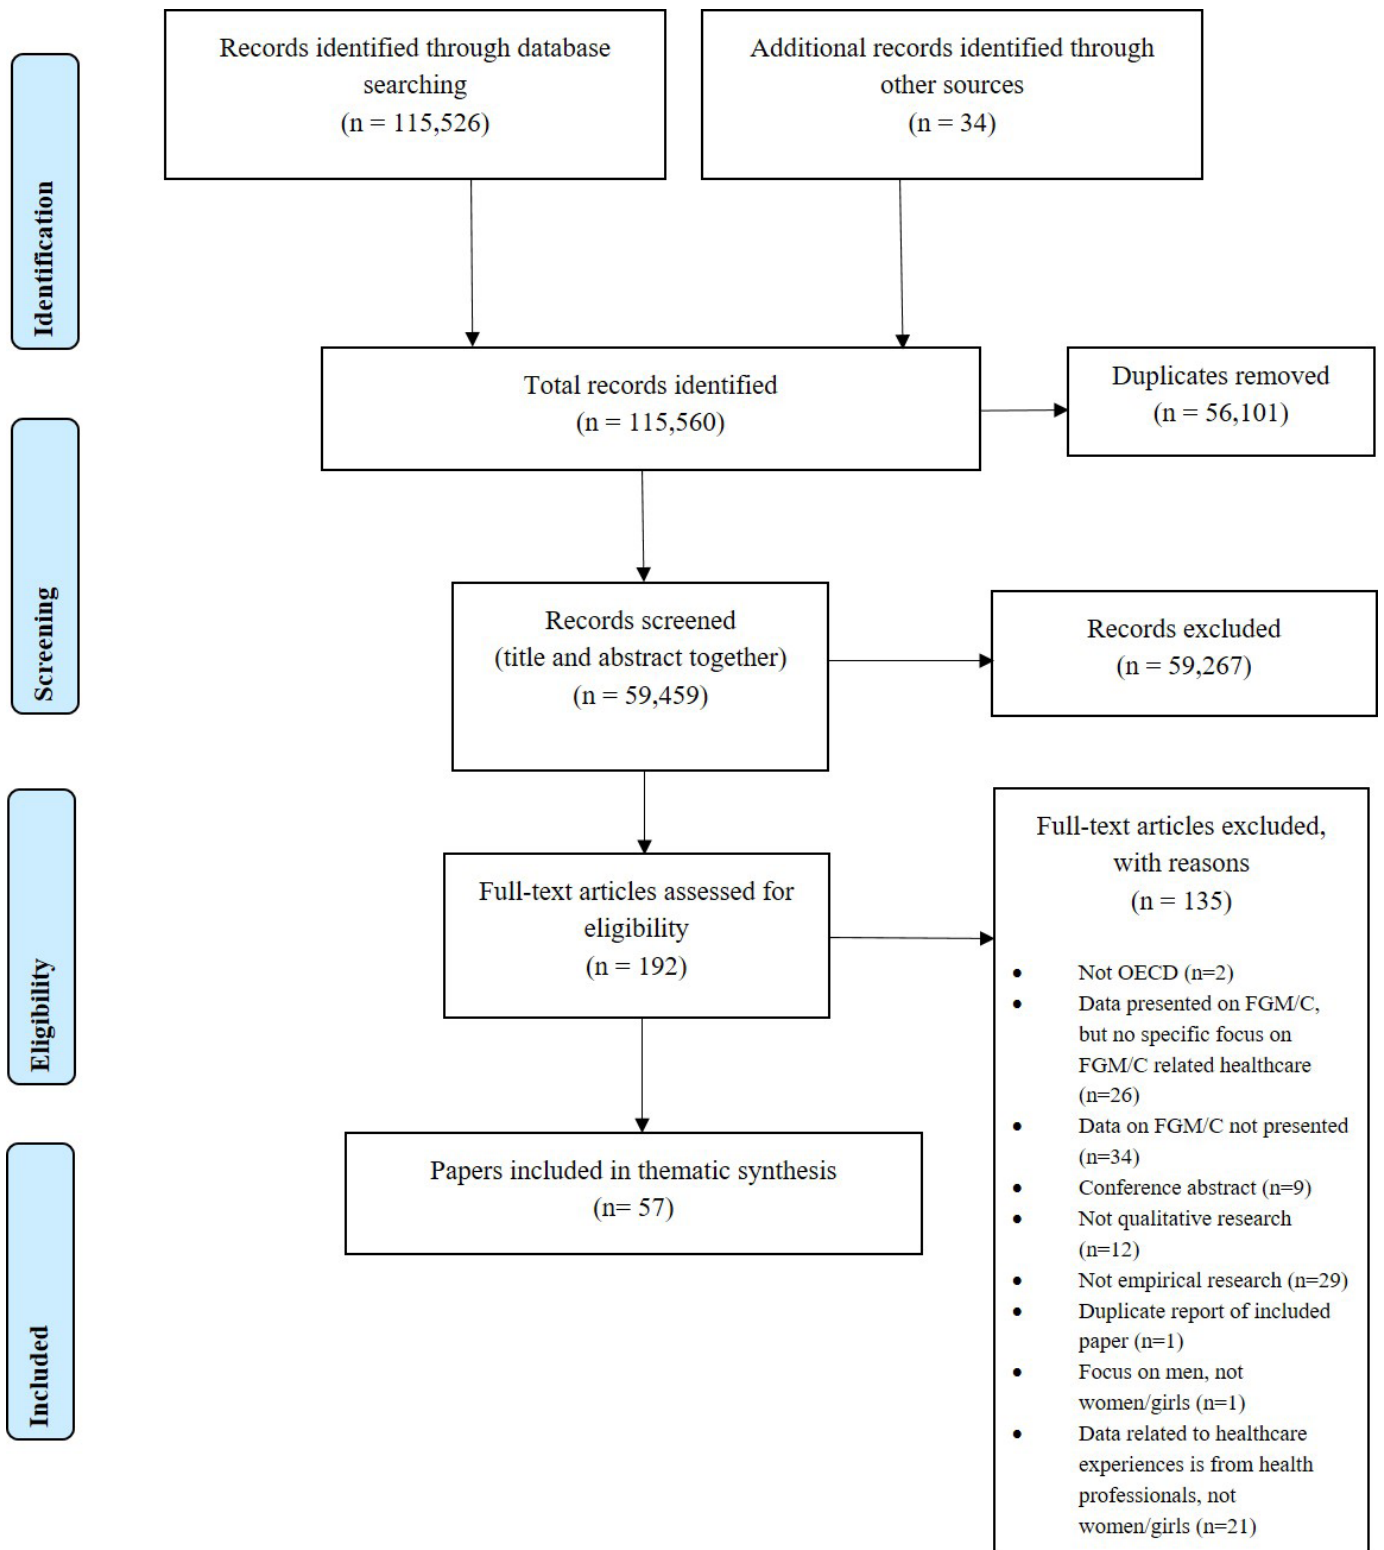 Records identified through database
searching
(n = 115,526)
Additional records identified through
other sources
(n = 34)
Identification
Total records identified
(n = 115,560)
Duplicates removed
(n = 56,101)
Screening
Records screened
(title and abstract together)
(n = 59,459)
Records excluded
(n = 59,267)
Eligibility
Full-text articles assessed for
eligibility
(n = 192)
Full-text articles excluded,
with reasons
(n = 135)
• Not OECD (n=2)
• Data presented on FGM/C,
but no specific focus on
FGM/C related healthcare
(n=26)
• Data on FGM/C not presented
(n=34)
• Conference abstract (n=9)
• Not qualitative research
(n=12)
• Not empirical research (n=29)
• Duplicate report of included
paper (n=1)
• Focus on men, not
women/girls (n=1)
• Data related to healthcare
experiences is from health
professionals, not
women/girls (n=21)
Included
Papers included in thematic synthesis
(n= 57)